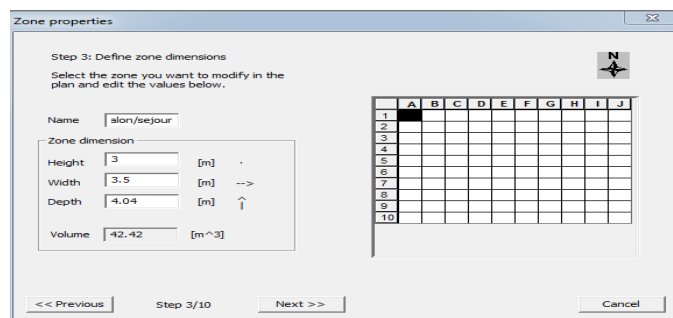 Zone properties
Step 3: Define zone dimensions
N
Select the zone you want to modify in the
plan and edit the values below.
Name alon/sejour
Zone dimension
Height 3 [m] .
Width 3.5 [m] -->
Depth 4.04 [m] ^
|
Volume 42.42 [m^3]
A B C D E F G H I J
1
2
3
4
5
6
7
8
9
10
<< Previous Step 3/10 Next >> Cancel